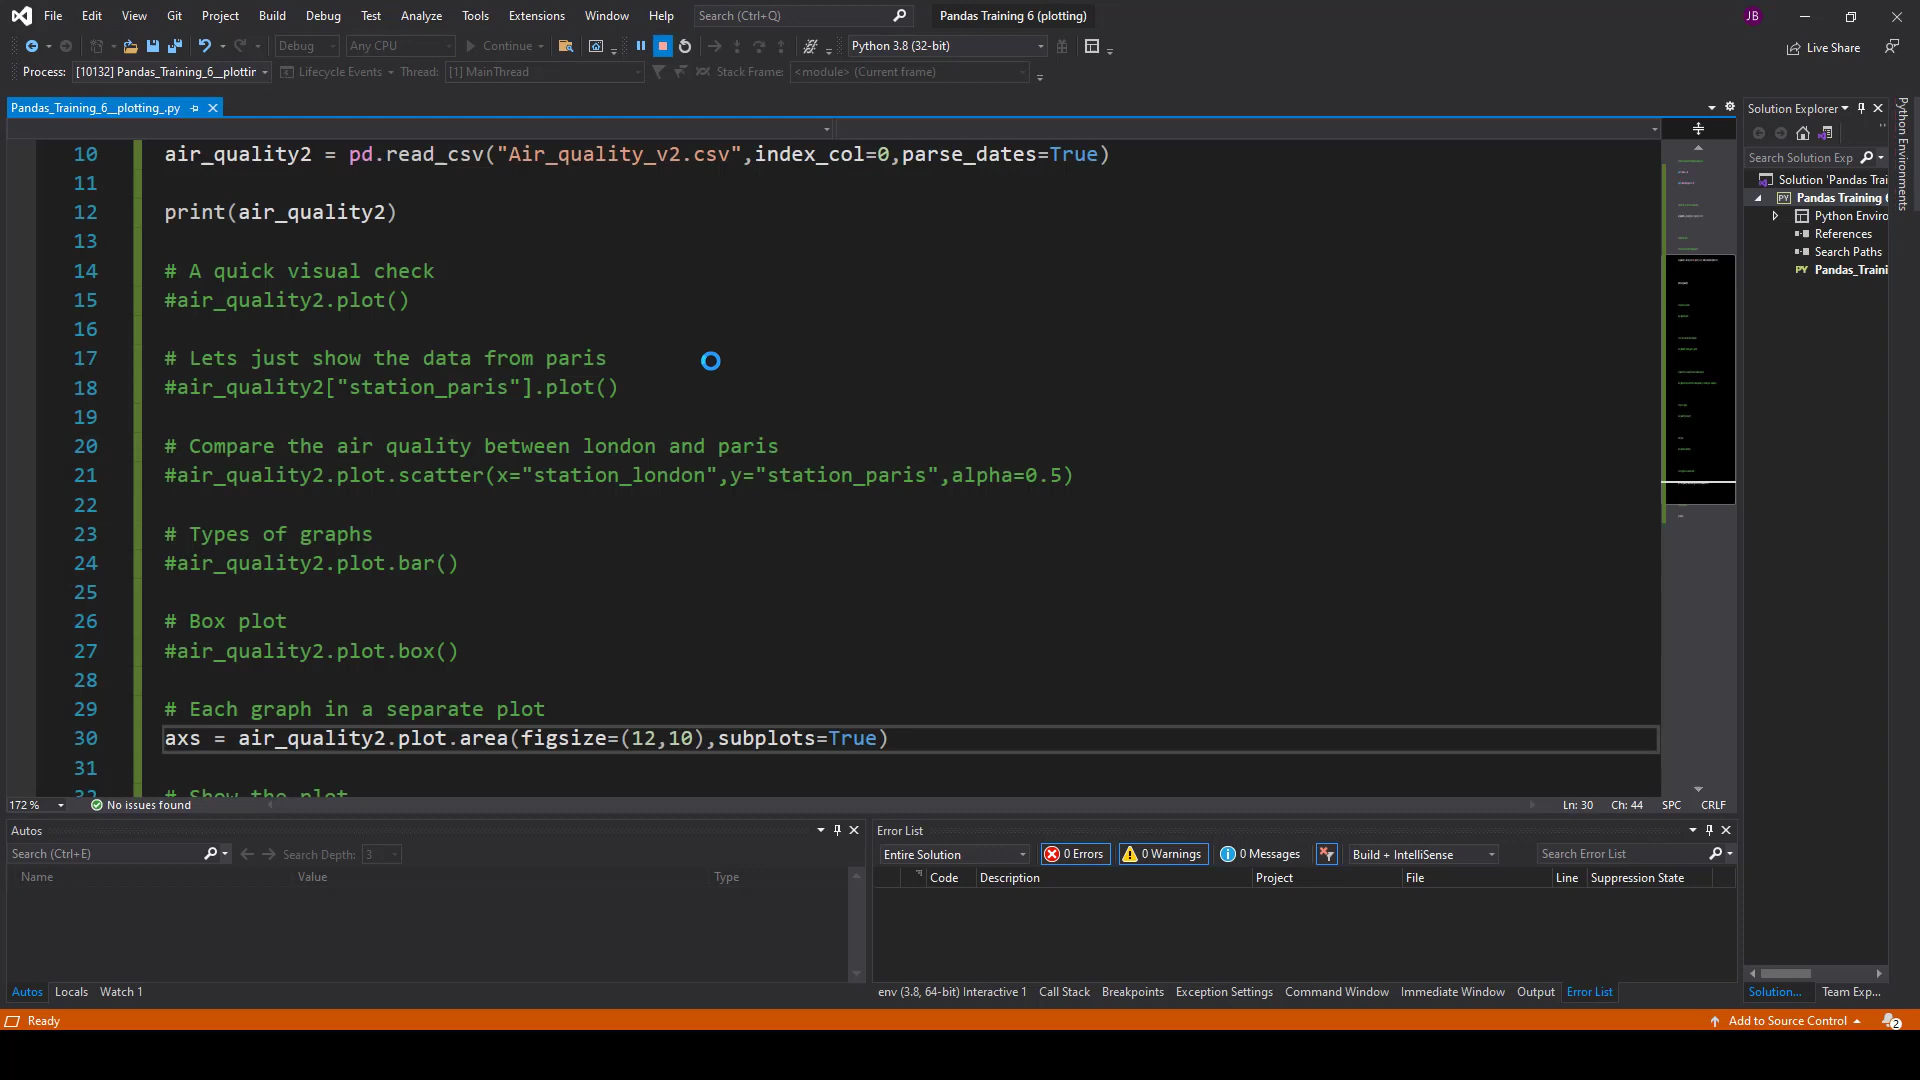 File Edit View Git Project Build Debug Test Analyze Tools Extensions Window Help Search (Ctrl+Q) Pandas Training 6 (plotting) JB
Debug Any CPU Continue Python 3.8 (32-bit) Live Share
Process: [10132] Pandas_Training_6__plottin Lifecycle Events Thread: [1] MainThread Stack Frame: <module> (Current frame)
Pandas_Training_6__plotting_.py
10 air_quality2 = pd.read_csv("Air_quality_v2.csv",index_col=0,parse_dates=True)
11
12 print(air_quality2)
13
14 # A quick visual check
15 #air_quality2.plot()
16
17 # Lets just show the data from paris
18 #air_quality2["station_paris"].plot()
19
20 # Compare the air quality between london and paris
21 #air_quality2.plot.scatter(x="station_london",y="station_paris",alpha=0.5)
22
23 # Types of graphs
24 #air_quality2.plot.bar()
25
26 # Box plot
27 #air_quality2.plot.box()
28
29 # Each graph in a separate plot
30 axs = air_quality2.plot.area(figsize=(12,10),subplots=True)
31
32 # Show the plot
172 % No issues found Ln: 30 Ch: 44 SPC CRLF
Solution Explorer
Search Solution Exp
Solution 'Pandas Trai
Pandas Training 6
Python Enviro
References
Search Paths
Pandas_Traini
Python Environments
Autos
Search (Ctrl+E) Search Depth: 3
Name Value Type
Autos Locals Watch 1
Error List
Entire Solution 0 Errors 0 Warnings 0 Messages Build + IntelliSense Search Error List
Code Description Project File Line Suppression State
env (3.8, 64-bit) Interactive 1 Call Stack Breakpoints Exception Settings Command Window Immediate Window Output Error List
Solution... Team Exp...
Ready Add to Source Control 2